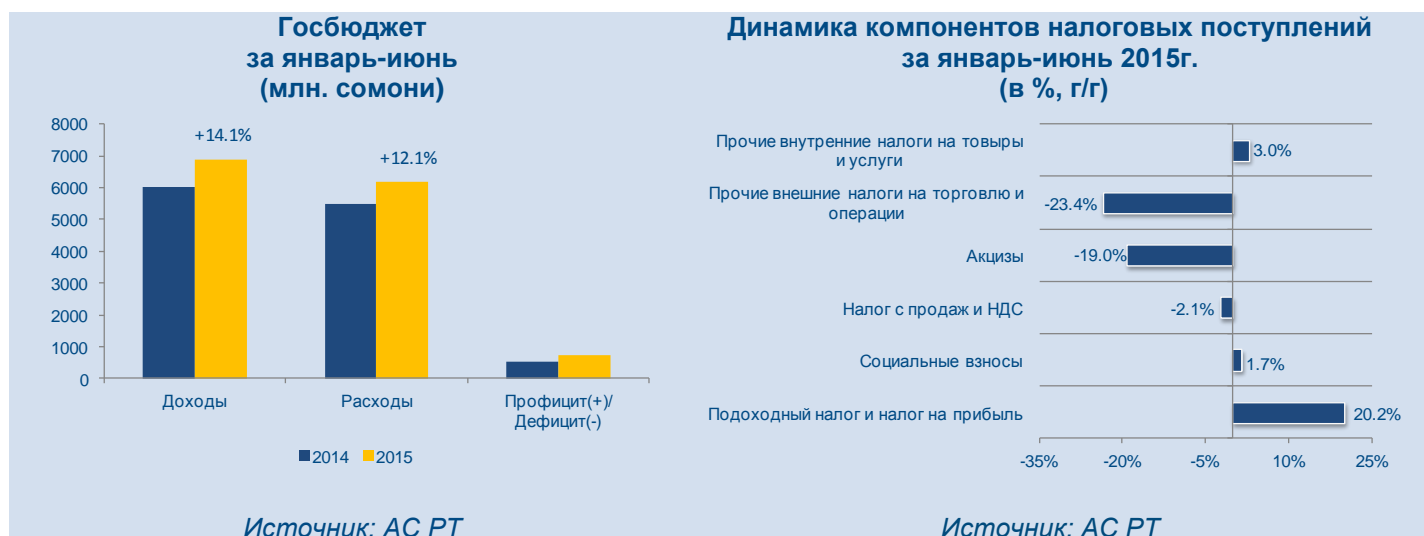 Госбюджет
за январь-июнь
(млн. сомони)
8000
7000
6000
5000
4000
3000
2000
1000
0
+14.1%
+12.1%
Доходы
Расходы
Профицит(+)/
Дефицит(-)
2014
2015
Источник: АС РТ
Динамика компонентов налоговых поступлений
за январь-июнь 2015г.
(в %, г/г)
Прочие внутренние налоги на товыры
и услуги
3.0%
Прочие внешние налоги на торговлю и
операции
-23.4%
Акцизы
-19.0%
Налог с продаж и НДС
-2.1%
Социальные взносы
1.7%
Подоходный налог и налог на прибыль
20.2%
-35%
-20%
-5%
10%
25%
Источник: АС РТ